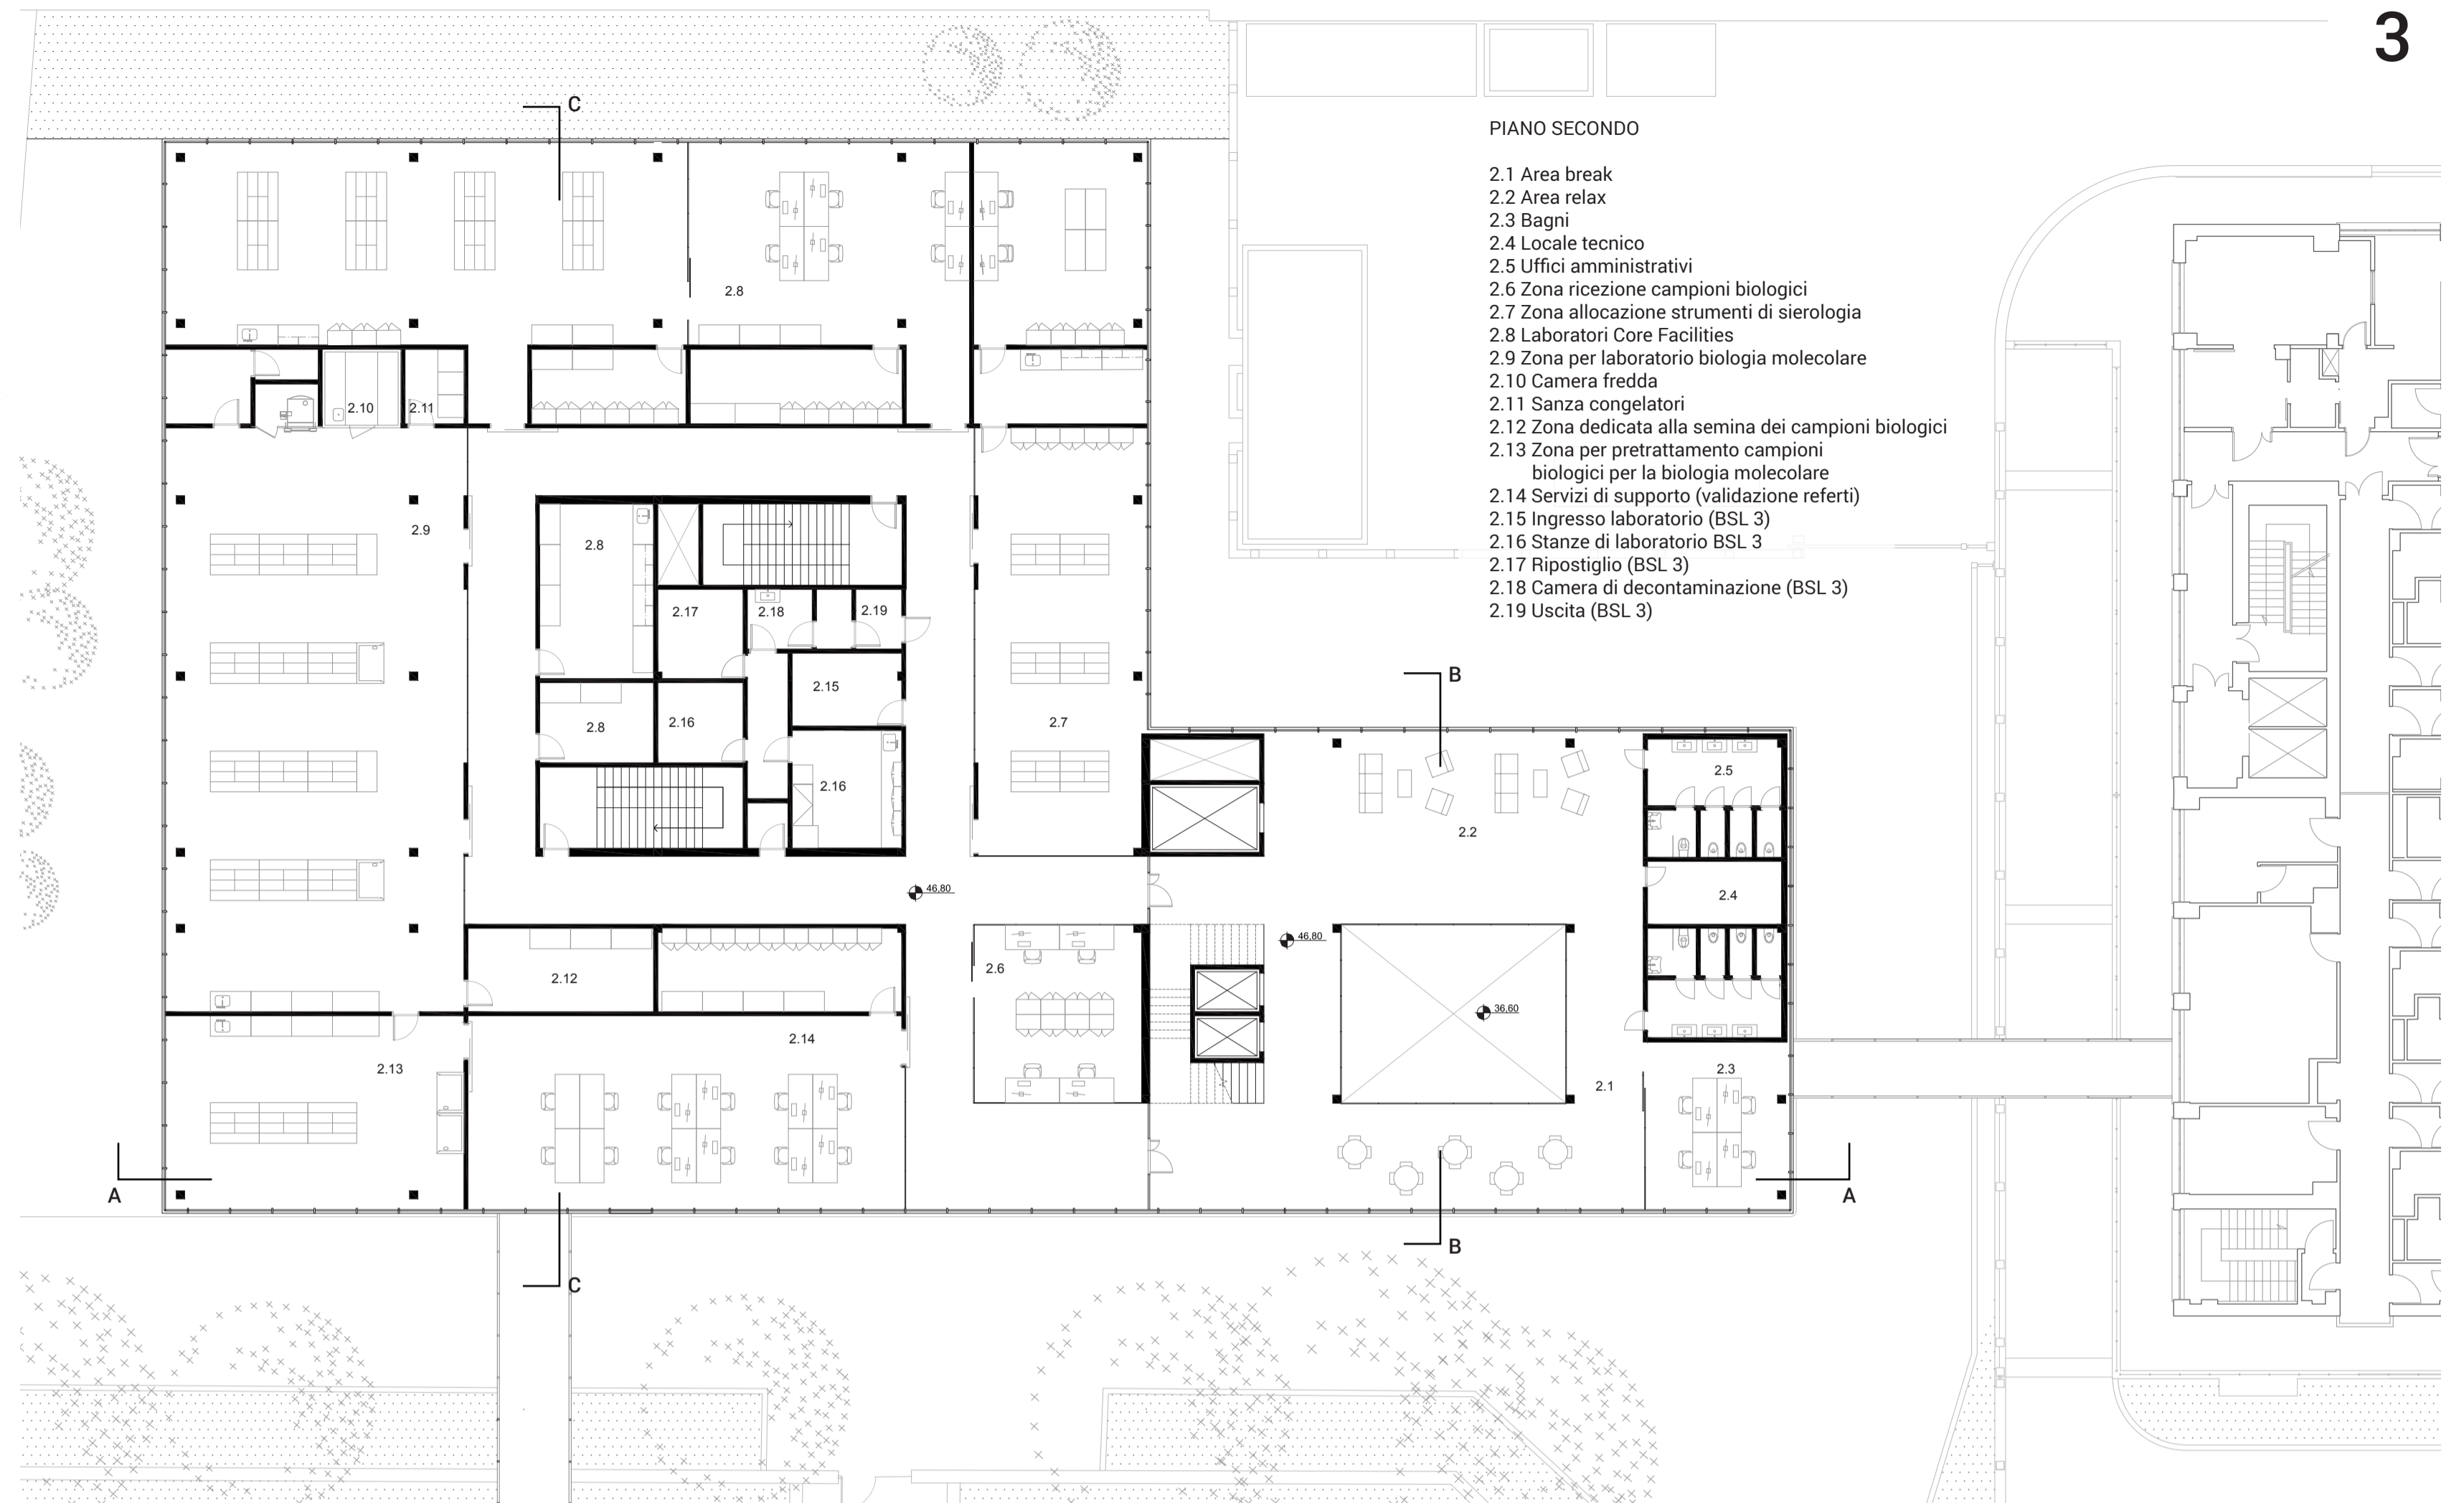 3
C
PIANO SECONDO
2.1 Area break
2.2 Area relax
2.3 Bagni
2.4 Locale tecnico
2.5 Uffici amministrativi
2.6 Zona ricezione campioni biologici
2.7 Zona allocazione strumenti di sierologia
2.8 Laboratori Core Facilities
2.9 Zona per laboratorio biologia molecolare
2.10 Camera fredda
2.11 Sanza congelatori
2.12 Zona dedicata alla semina dei campioni biologici
2.13 Zona per pretrattamento campioni
biologici per la biologia molecolare
2.14 Servizi di supporto (validazione referti)
2.15 Ingresso laboratorio (BSL 3)
2.16 Stanze di laboratorio BSL 3
2.17 Ripostiglio (BSL 3)
2.18 Camera di decontaminazione (BSL 3)
2.19 Uscita (BSL 3)
2.8
2.10
2.11
2.9
2.8
2.17
2.18
2.19
2.15
2.16
2.7
2.8
2.16
B
2.5
2.2
2.4
46.80
46.80
2.6
2.12
36.60
2.14
2.13
2.1
2.3
A
A
B
C